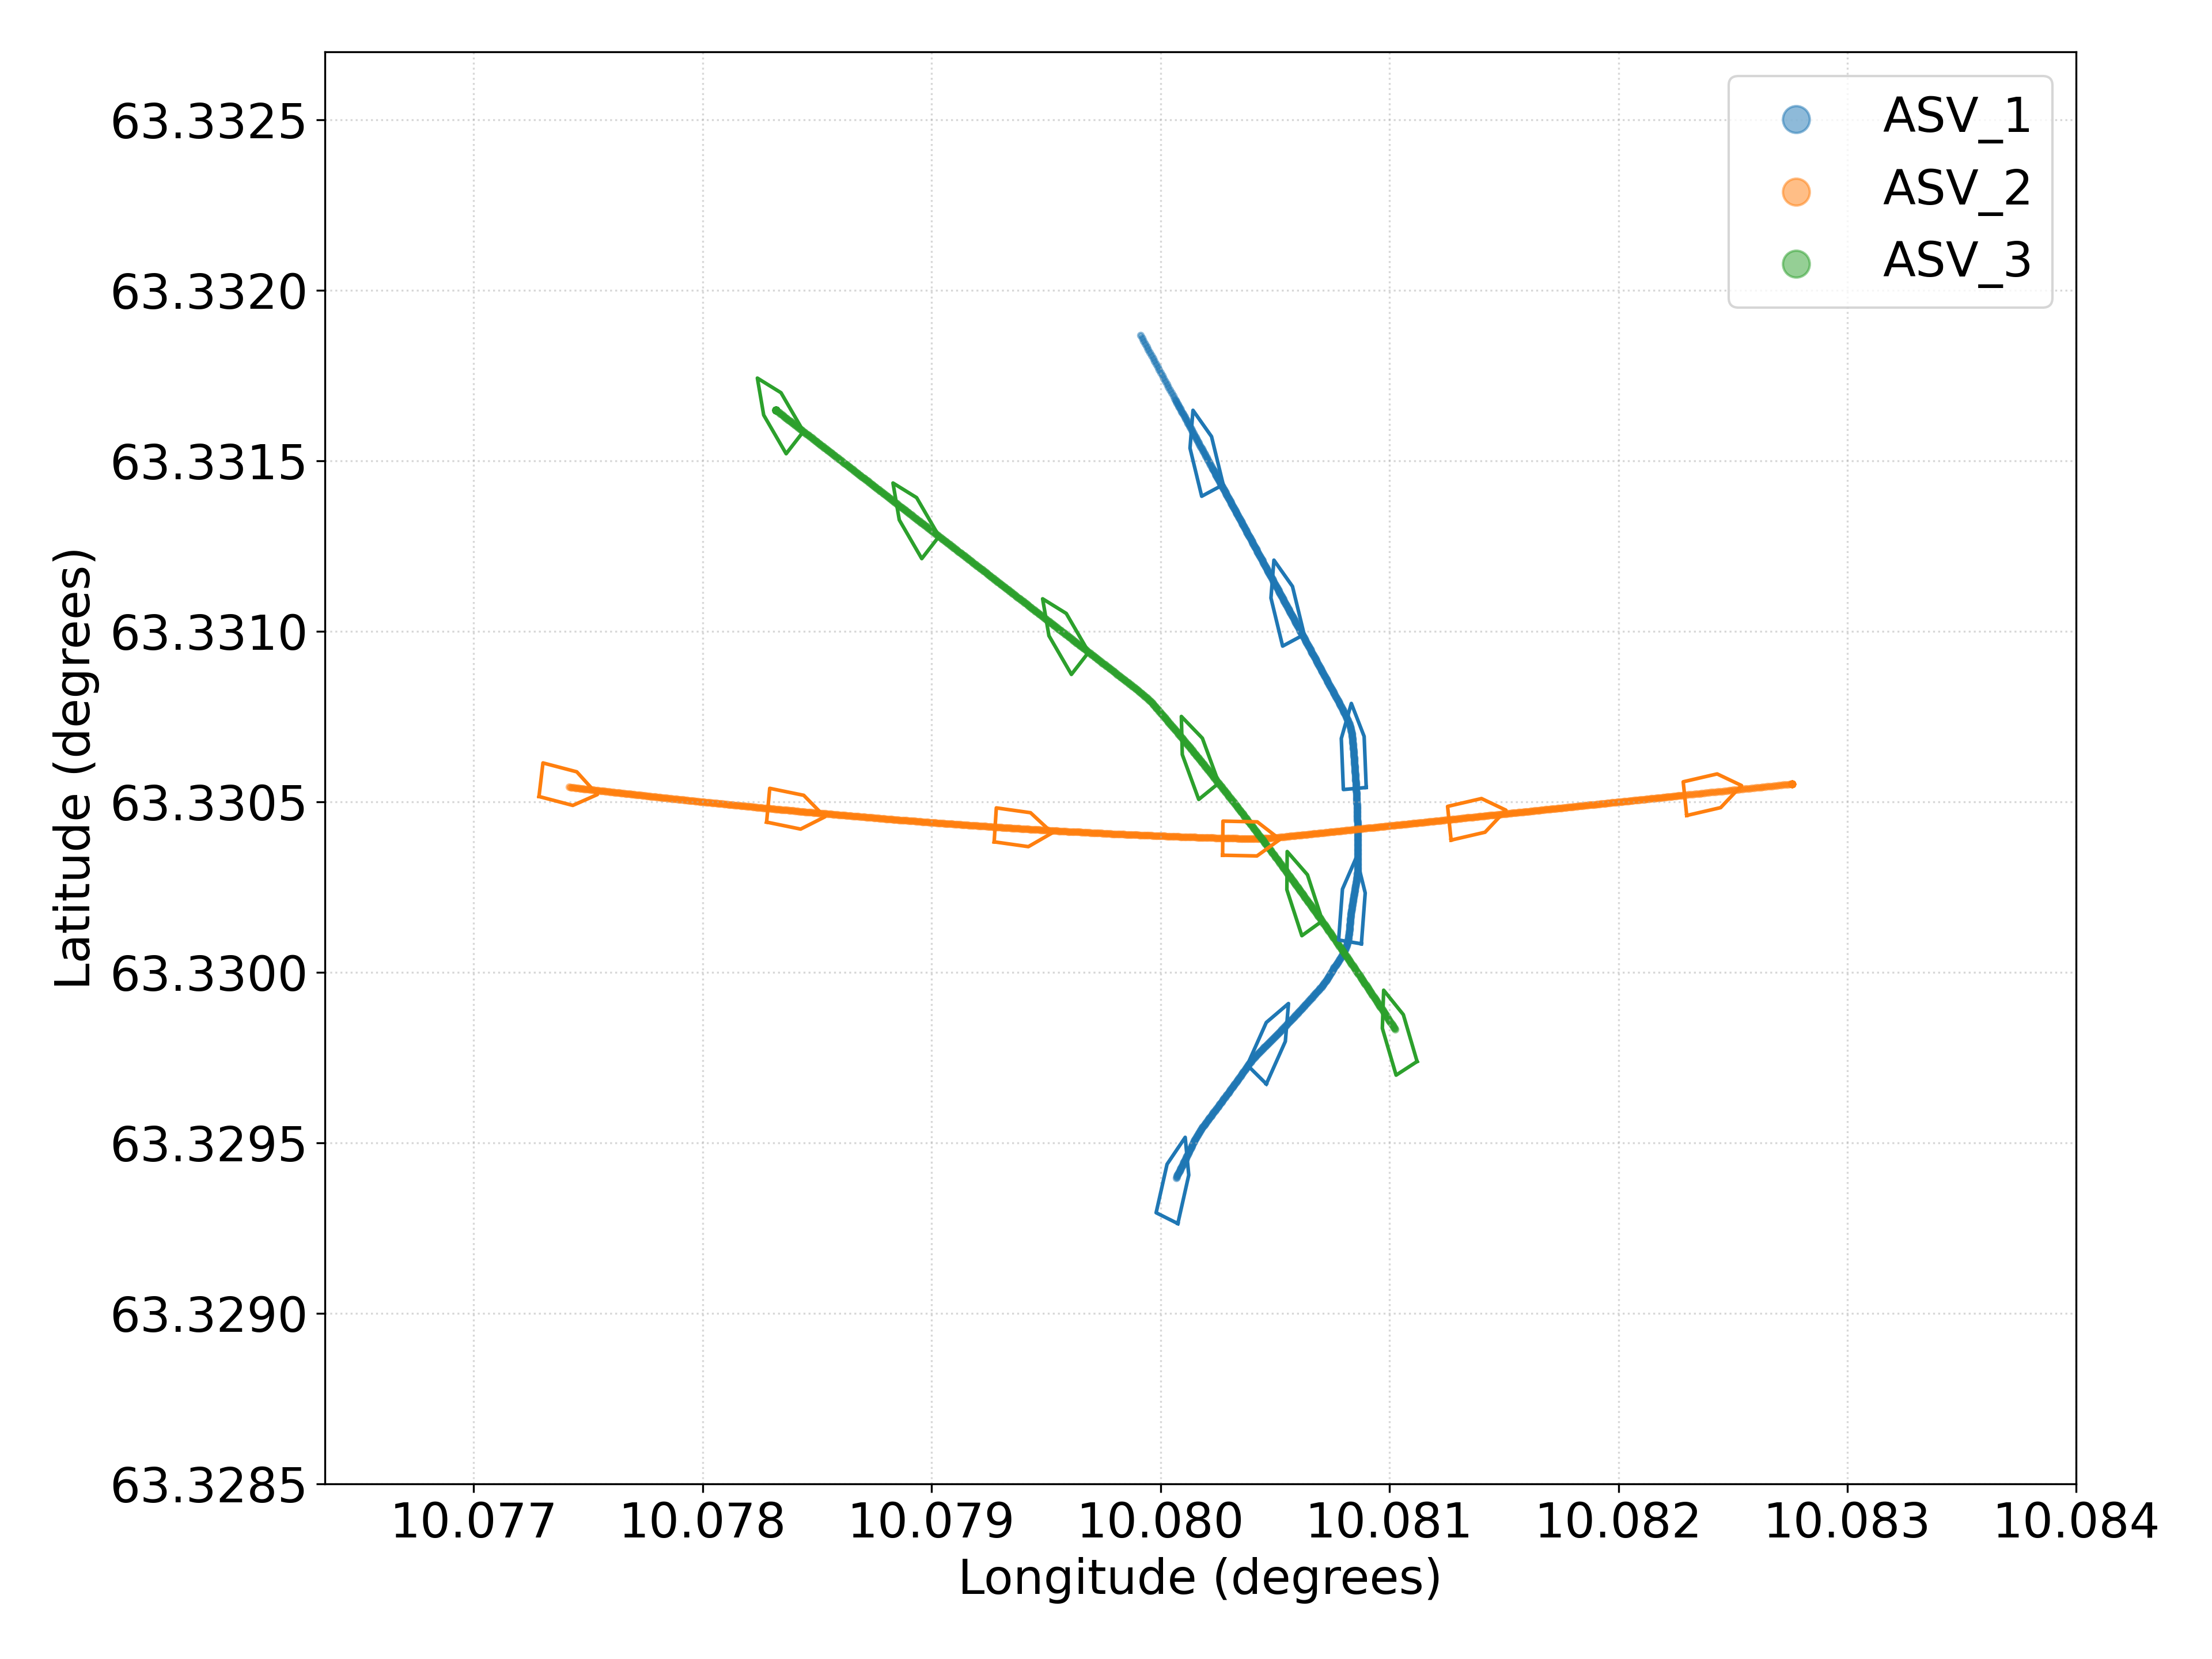 63.3325
63.3320
63.3315
63.3310
63.3305
63.3300
63.3295
63.3290
63.3285
Latitude (degrees)
10.077 10.078 10.079 10.080 10.081 10.082 10.083 10.084
Longitude (degrees)
ASV_1
ASV_2
ASV_3